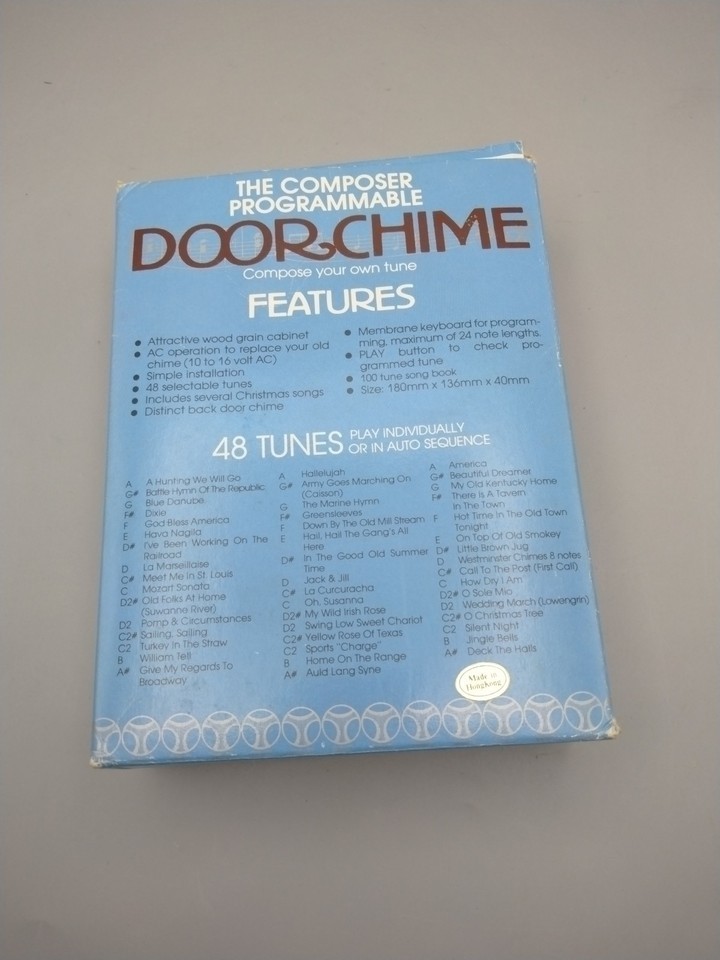 THE COMPOSER
PROGRAMMABLE
DOOR CHIME
Compose your own tune
FEATURES
● Attractive wood grain cabinet
● AC operation to replace your old
chime (10 to 16 volt AC)
● Simple installation
● 48 selectable tunes
● Includes several Christmas songs
● Distinct back door chime
● Membrane keyboard for program-
ming, maximum of 24 note lengths.
● PLAY button to check pro-
grammed tune
● 100 tune song book
● Size: 180mm x 136mm x 40mm
48 TUNES PLAY INDIVIDUALLY
OR IN AUTO SEQUENCE
A A Hunting We Will Go
G# Battle Hymn Of The Republic
G Blue Danube
F# Dixie
F God Bless America
E Hava Nagila
D# I've Been Working On The
Railroad
D La Marseillaise
C# Meet Me In St. Louis
C Mozart Sonata
D2# Old Folks At Home
(Suwanne River)
D2 Pomp & Circumstances
C2# Sailing, Sailing
C2 Turkey In The Straw
B William Tell
A# Give My Regards To
Broadway
A Hallelujah
G# Army Goes Marching On
(Caisson)
G The Marine Hymn
F# Greensleeves
F Down By The Old Mill Stream
E Hail, Hail The Gang's All
Here
D# In The Good Old Summer
Time
D Jack & Jill
C# La Curcuracha
C Oh, Susanna
D2# My Wild Irish Rose
D2 Swing Low Sweet Chariot
C2# Yellow Rose Of Texas
C2 Sports "Charge"
B Home On The Range
A# Auld Lang Syne
A America
G# Beautiful Dreamer
G My Old Kentucky Home
F# There Is A Tavern
In The Town
F Hot Time In The Old Town
Tonight
E On Top Of Old Smokey
D# Little Brown Jug
D Westminster Chimes 8 notes
C# Call To The Post (First Call)
C How Dry I Am
D2# O Sole Mio
D2 Wedding March (Lowengrin)
C2# O Christmas Tree
C2 Silent Night
B Jingle Bells
A# Deck The Halls
Made in
HongKong